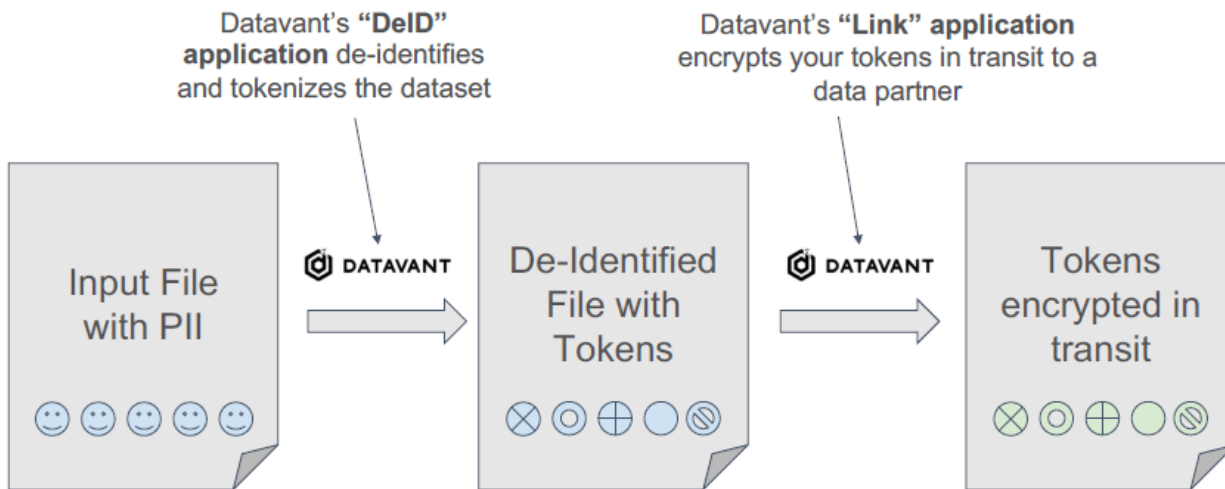 Datavant’s “DeID”
application de-identifies
and tokenizes the dataset
Datavant’s “Link” application
encrypts your tokens in transit to a
data partner
Input File
with PII
DATAVANT
De-Identified
File with
Tokens
DATAVANT
Tokens
encrypted in
transit